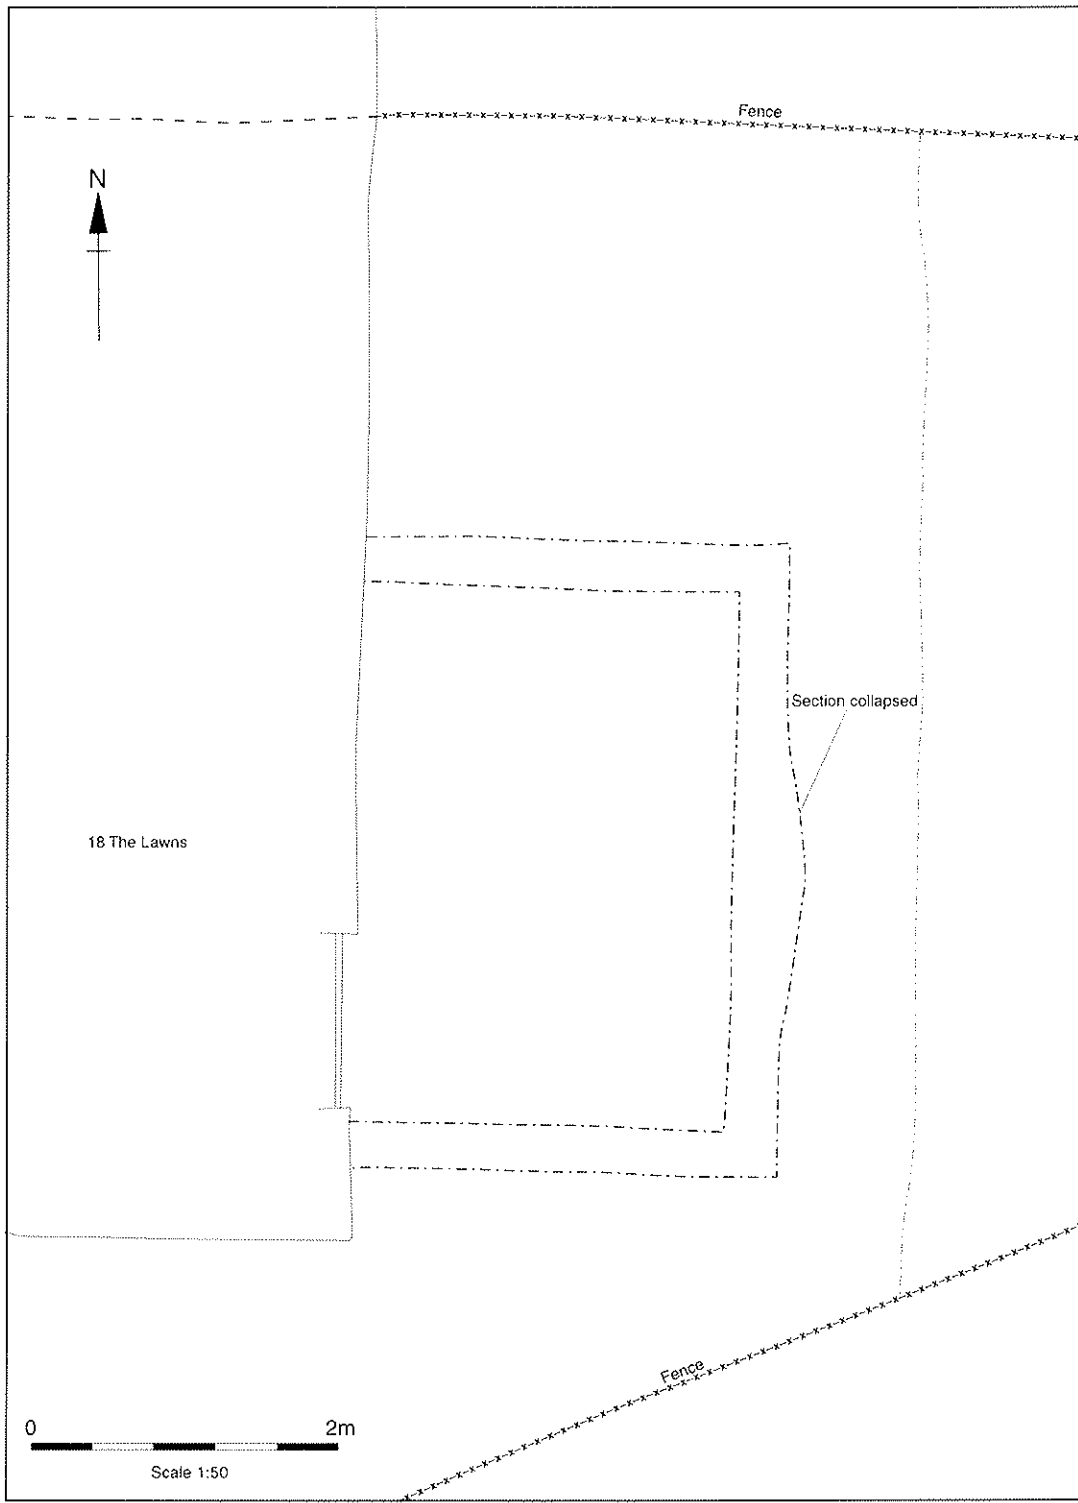 Fence
N
Section collapsed
18 The Lawns
Fence
0 2m
Scale 1:50